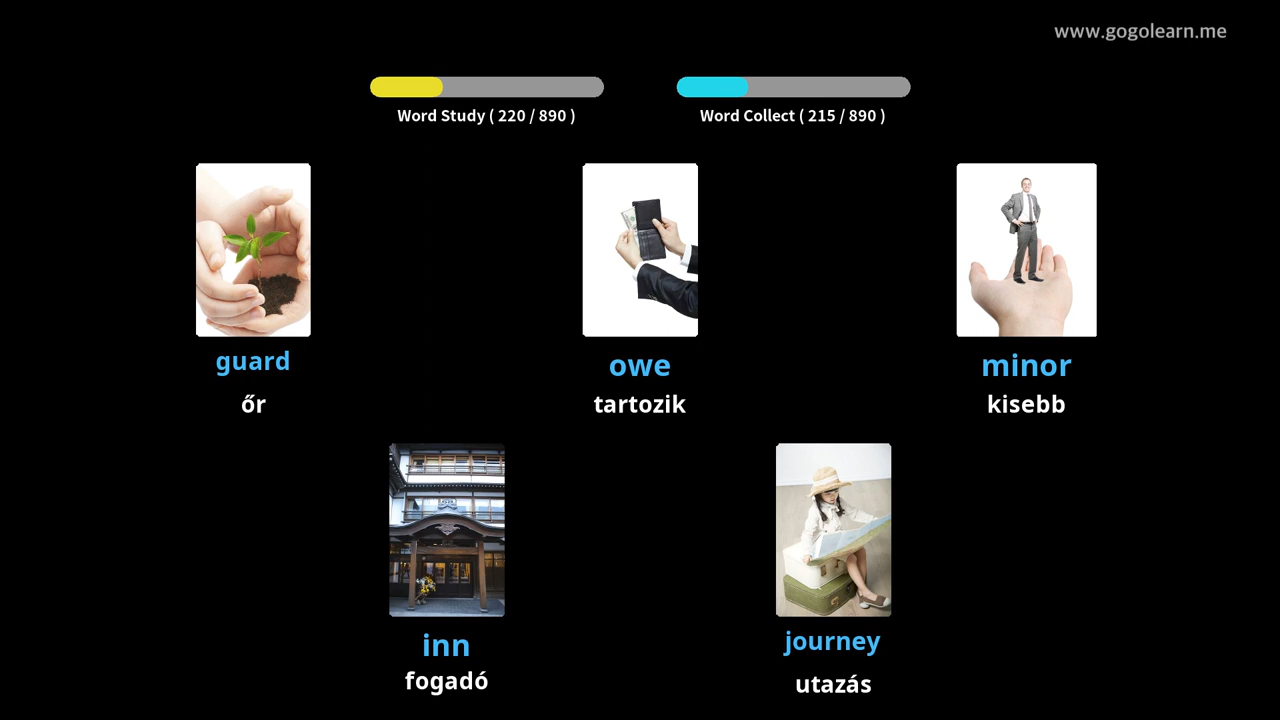 www.gogolearn.me
Word Study ( 220 / 890 )
Word Collect ( 215 / 890 )
guard
őr
owe
tartozik
minor
kisebb
inn
fogadó
journey
utazás